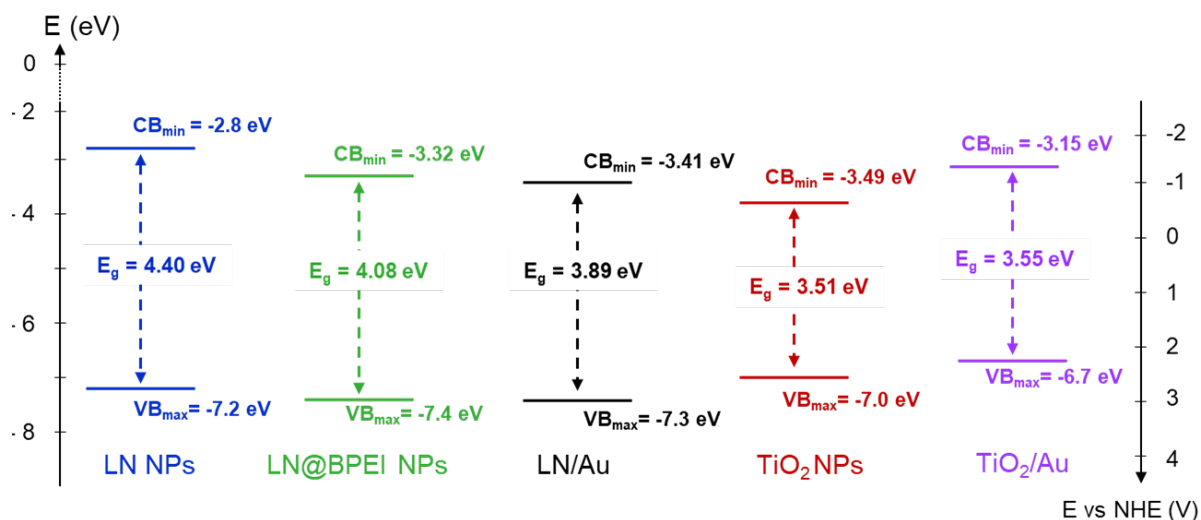 E (eV)
0
- 2
- 4
- 6
- 8
CBmin = -2.8 eV
Eg = 4.40 eV
VBmax= -7.2 eV
LN NPs
CBmin = -3.32 eV
Eg = 4.08 eV
VBmax= -7.4 eV
LN@BPEI NPs
CBmin = -3.41 eV
Eg = 3.89 eV
VBmax= -7.3 eV
LN/Au
CBmin = -3.49 eV
Eg = 3.51 eV
VBmax= -7.0 eV
TiO2 NPs
CBmin = -3.15 eV
Eg = 3.55 eV
VBmax= -6.7 eV
TiO2/Au
-2
-1
0
1
2
3
4
E vs NHE (V)